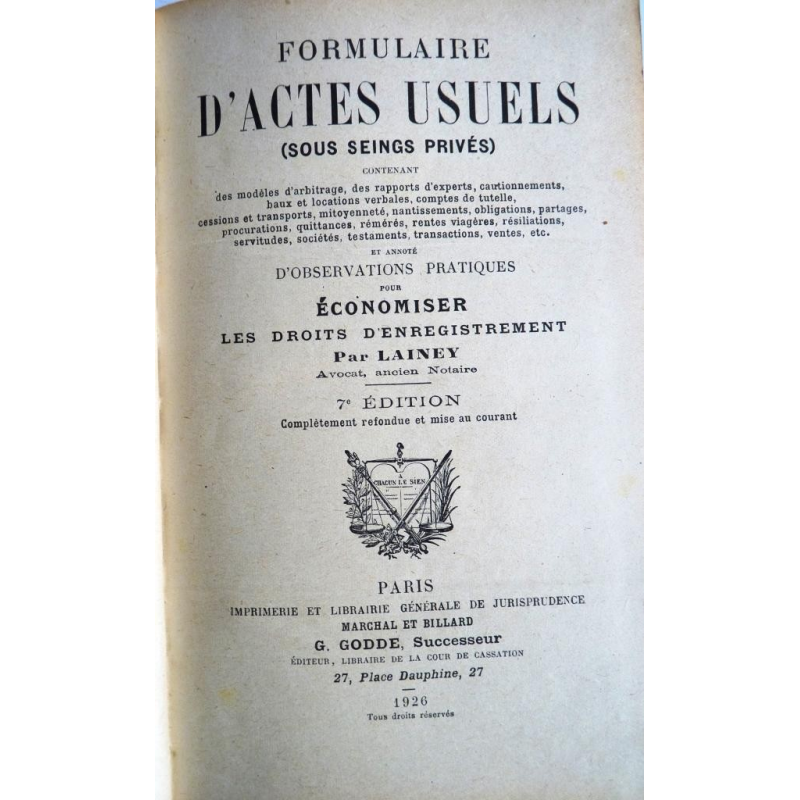 FORMULAIRE
D'ACTES USUELS
(SOUS SEINGS PRIVÉS)
CONTENANT
des modèles d'arbitrage, des rapports d'experts, cautionnements,
baux et locations verbales, comptes de tutelle,
cessions et transports, mitoyenneté, nantissements, obligations, partages,
procurations, quittances, rémérés, rentes viagères, résiliations,
servitudes, sociétés, testaments, transactions, ventes, etc.
ET ANNOTÉ
D'OBSERVATIONS PRATIQUES
POUR
ÉCONOMISER
LES DROITS D'ENREGISTREMENT
Par LAINEY
Avocat, ancien Notaire
7e ÉDITION
Complètement refondue et mise au courant
A
CHACUN LE SIEN
PARIS
IMPRIMERIE ET LIBRAIRIE GÉNÉRALE DE JURISPRUDENCE
MARCHAL ET BILLARD
G. GODDE, Successeur
ÉDITEUR, LIBRAIRE DE LA COUR DE CASSATION
27, Place Dauphine, 27
1926
Tous droits réservés